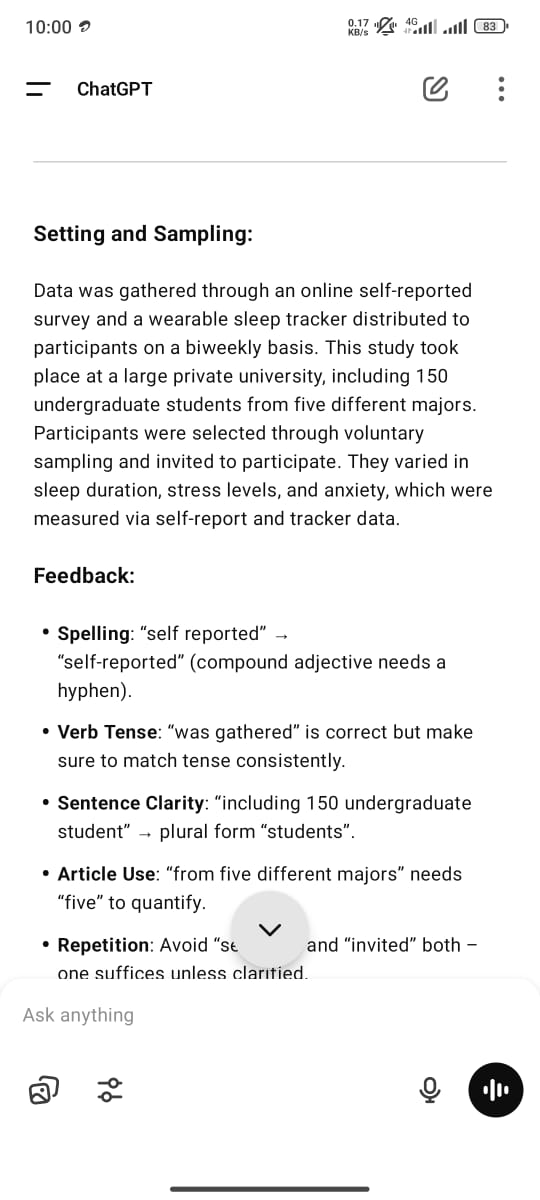 10:00
0.17 KB/s 4G 83
ChatGPT
Setting and Sampling:
Data was gathered through an online self-reported
survey and a wearable sleep tracker distributed to
participants on a biweekly basis. This study took
place at a large private university, including 150
undergraduate students from five different majors.
Participants were selected through voluntary
sampling and invited to participate. They varied in
sleep duration, stress levels, and anxiety, which were
measured via self-report and tracker data.
Feedback:
• Spelling: “self reported” →
“self-reported” (compound adjective needs a
hyphen).
• Verb Tense: “was gathered” is correct but make
sure to match tense consistently.
• Sentence Clarity: “including 150 undergraduate
student” → plural form “students”.
• Article Use: “from five different majors” needs
“five” to quantify.
• Repetition: Avoid “se and “invited” both –
one suffices unless clarified.
Ask anything